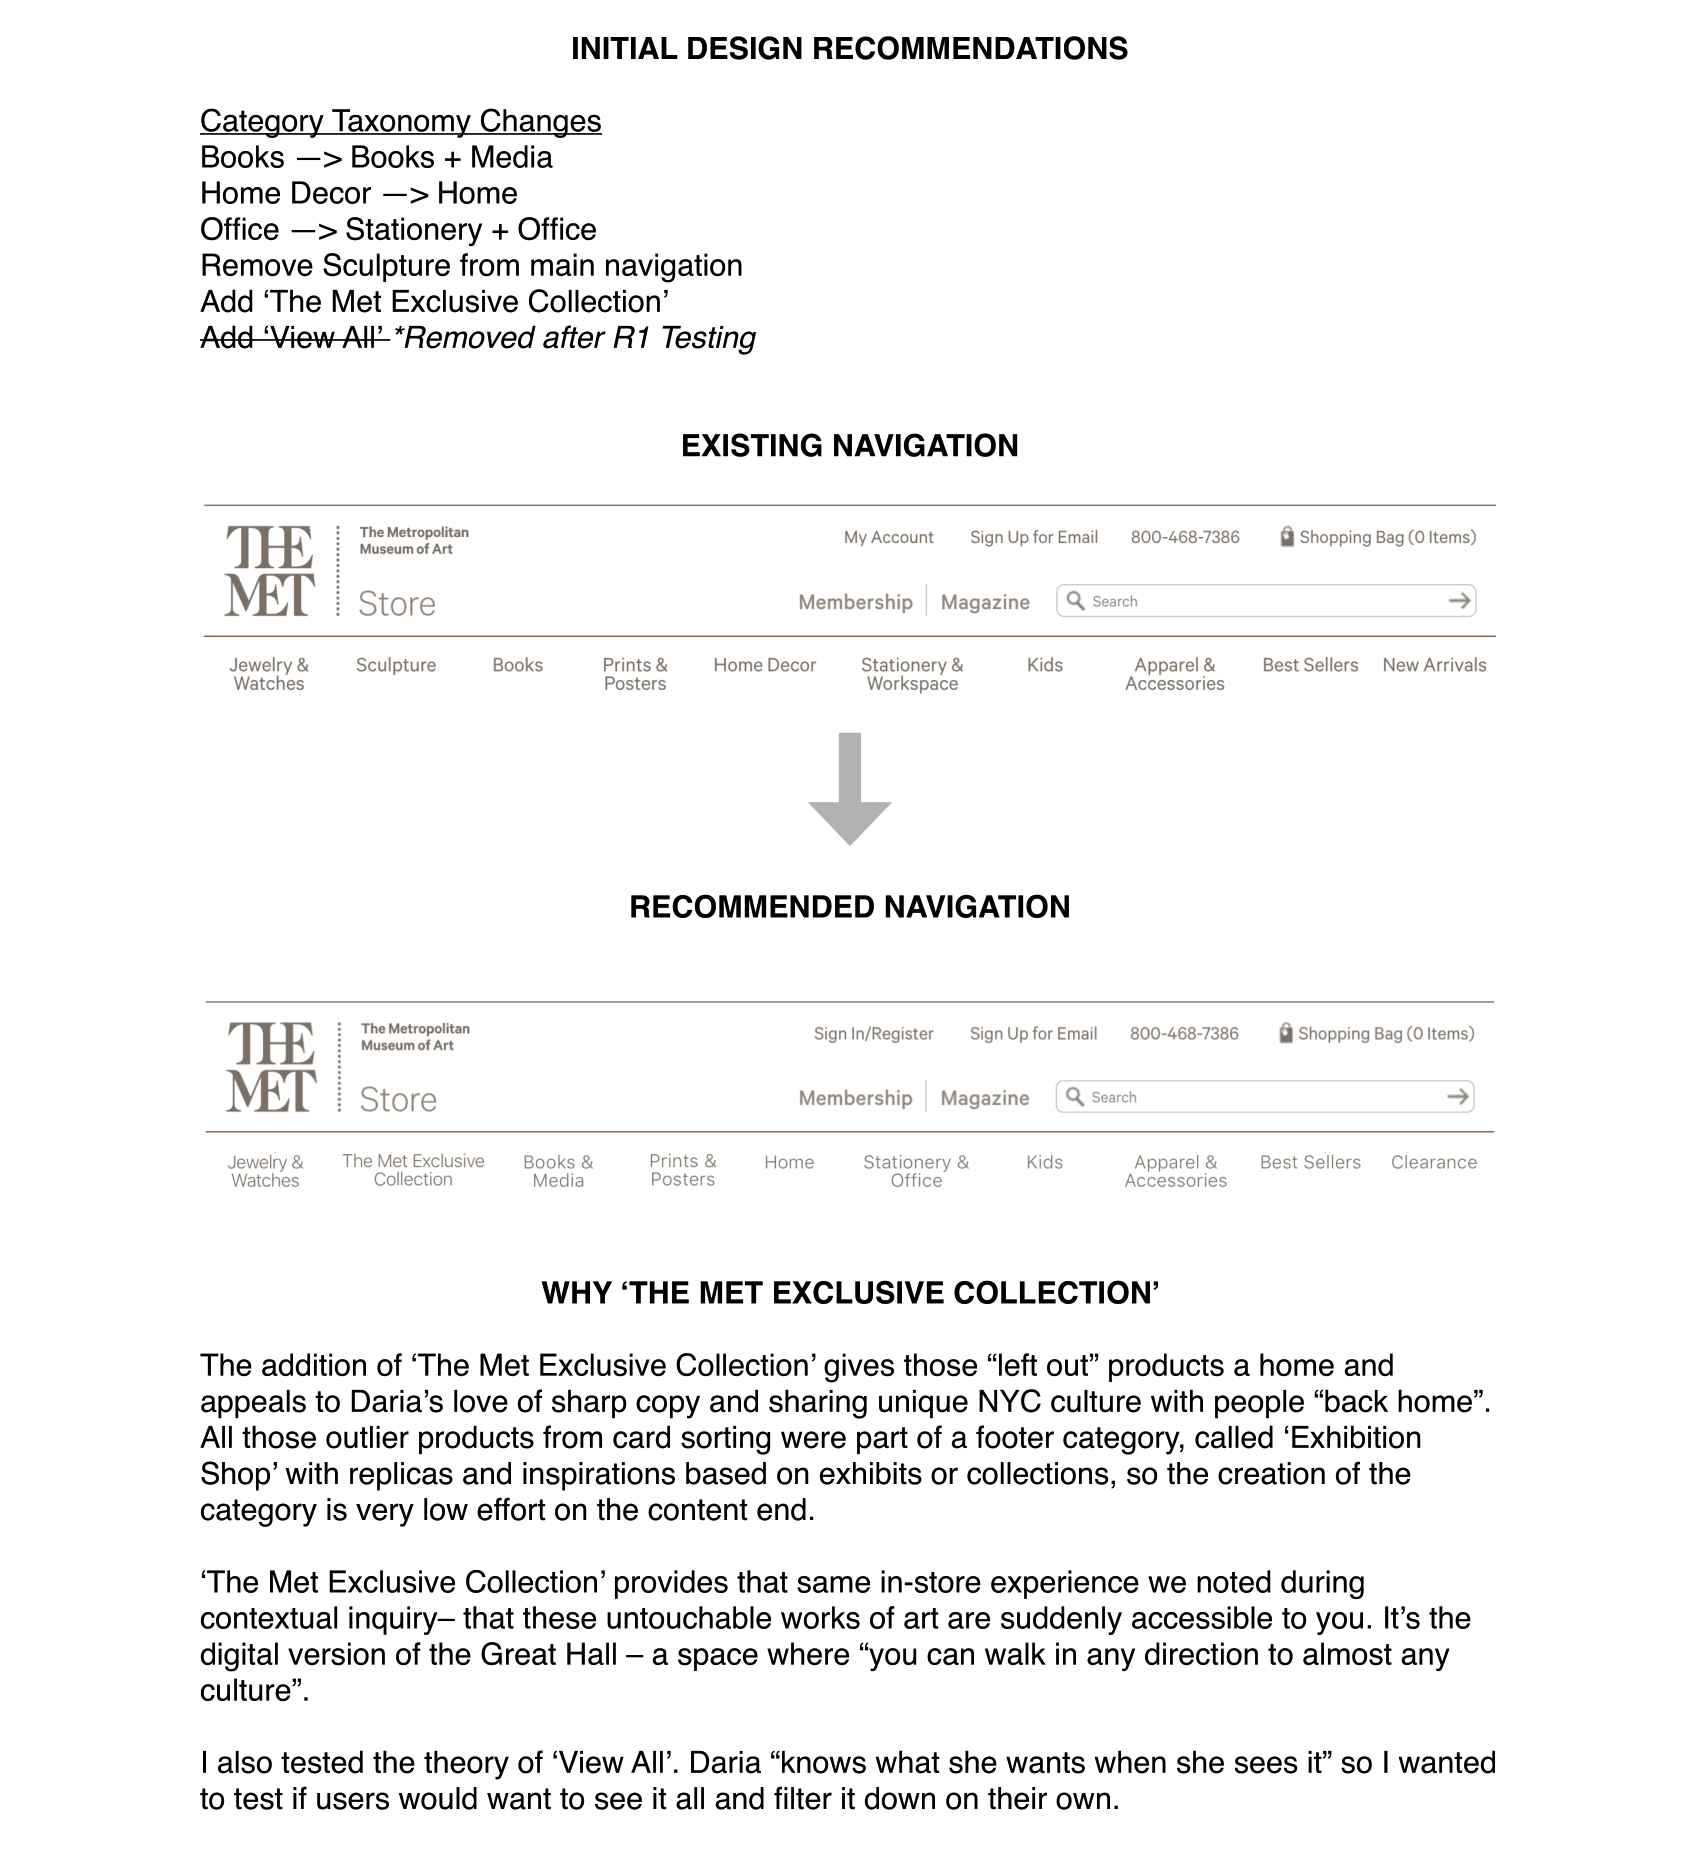 INITIAL DESIGN RECOMMENDATIONS
Category Taxonomy Changes
Books —> Books + Media
Home Decor —> Home
Office —> Stationery + Office
Remove Sculpture from main navigation
Add ‘The Met Exclusive Collection’
Add ‘View All’ *Removed after R1 Testing
EXISTING NAVIGATION
THE
MET
The Metropolitan
Museum of Art
Store
My Account Sign Up for Email 800-468-7386 Shopping Bag (0 Items)
Membership Magazine Search
Jewelry &
Watches
Sculpture
Books
Prints &
Posters
Home Decor
Stationery &
Workspace
Kids
Apparel &
Accessories
Best Sellers
New Arrivals
RECOMMENDED NAVIGATION
THE
MET
The Metropolitan
Museum of Art
Store
Sign In/Register Sign Up for Email 800-468-7386 Shopping Bag (0 Items)
Membership Magazine Search
Jewelry &
Watches
The Met Exclusive
Collection
Books &
Media
Prints &
Posters
Home
Stationery &
Office
Kids
Apparel &
Accessories
Best Sellers
Clearance
WHY ‘THE MET EXCLUSIVE COLLECTION’
The addition of ‘The Met Exclusive Collection’ gives those “left out” products a home and
appeals to Daria’s love of sharp copy and sharing unique NYC culture with people “back home”.
All those outlier products from card sorting were part of a footer category, called ‘Exhibition
Shop’ with replicas and inspirations based on exhibits or collections, so the creation of the
category is very low effort on the content end.
‘The Met Exclusive Collection’ provides that same in-store experience we noted during
contextual inquiry– that these untouchable works of art are suddenly accessible to you. It’s the
digital version of the Great Hall – a space where “you can walk in any direction to almost any
culture”.
I also tested the theory of ‘View All’. Daria “knows what she wants when she sees it” so I wanted
to test if users would want to see it all and filter it down on their own.